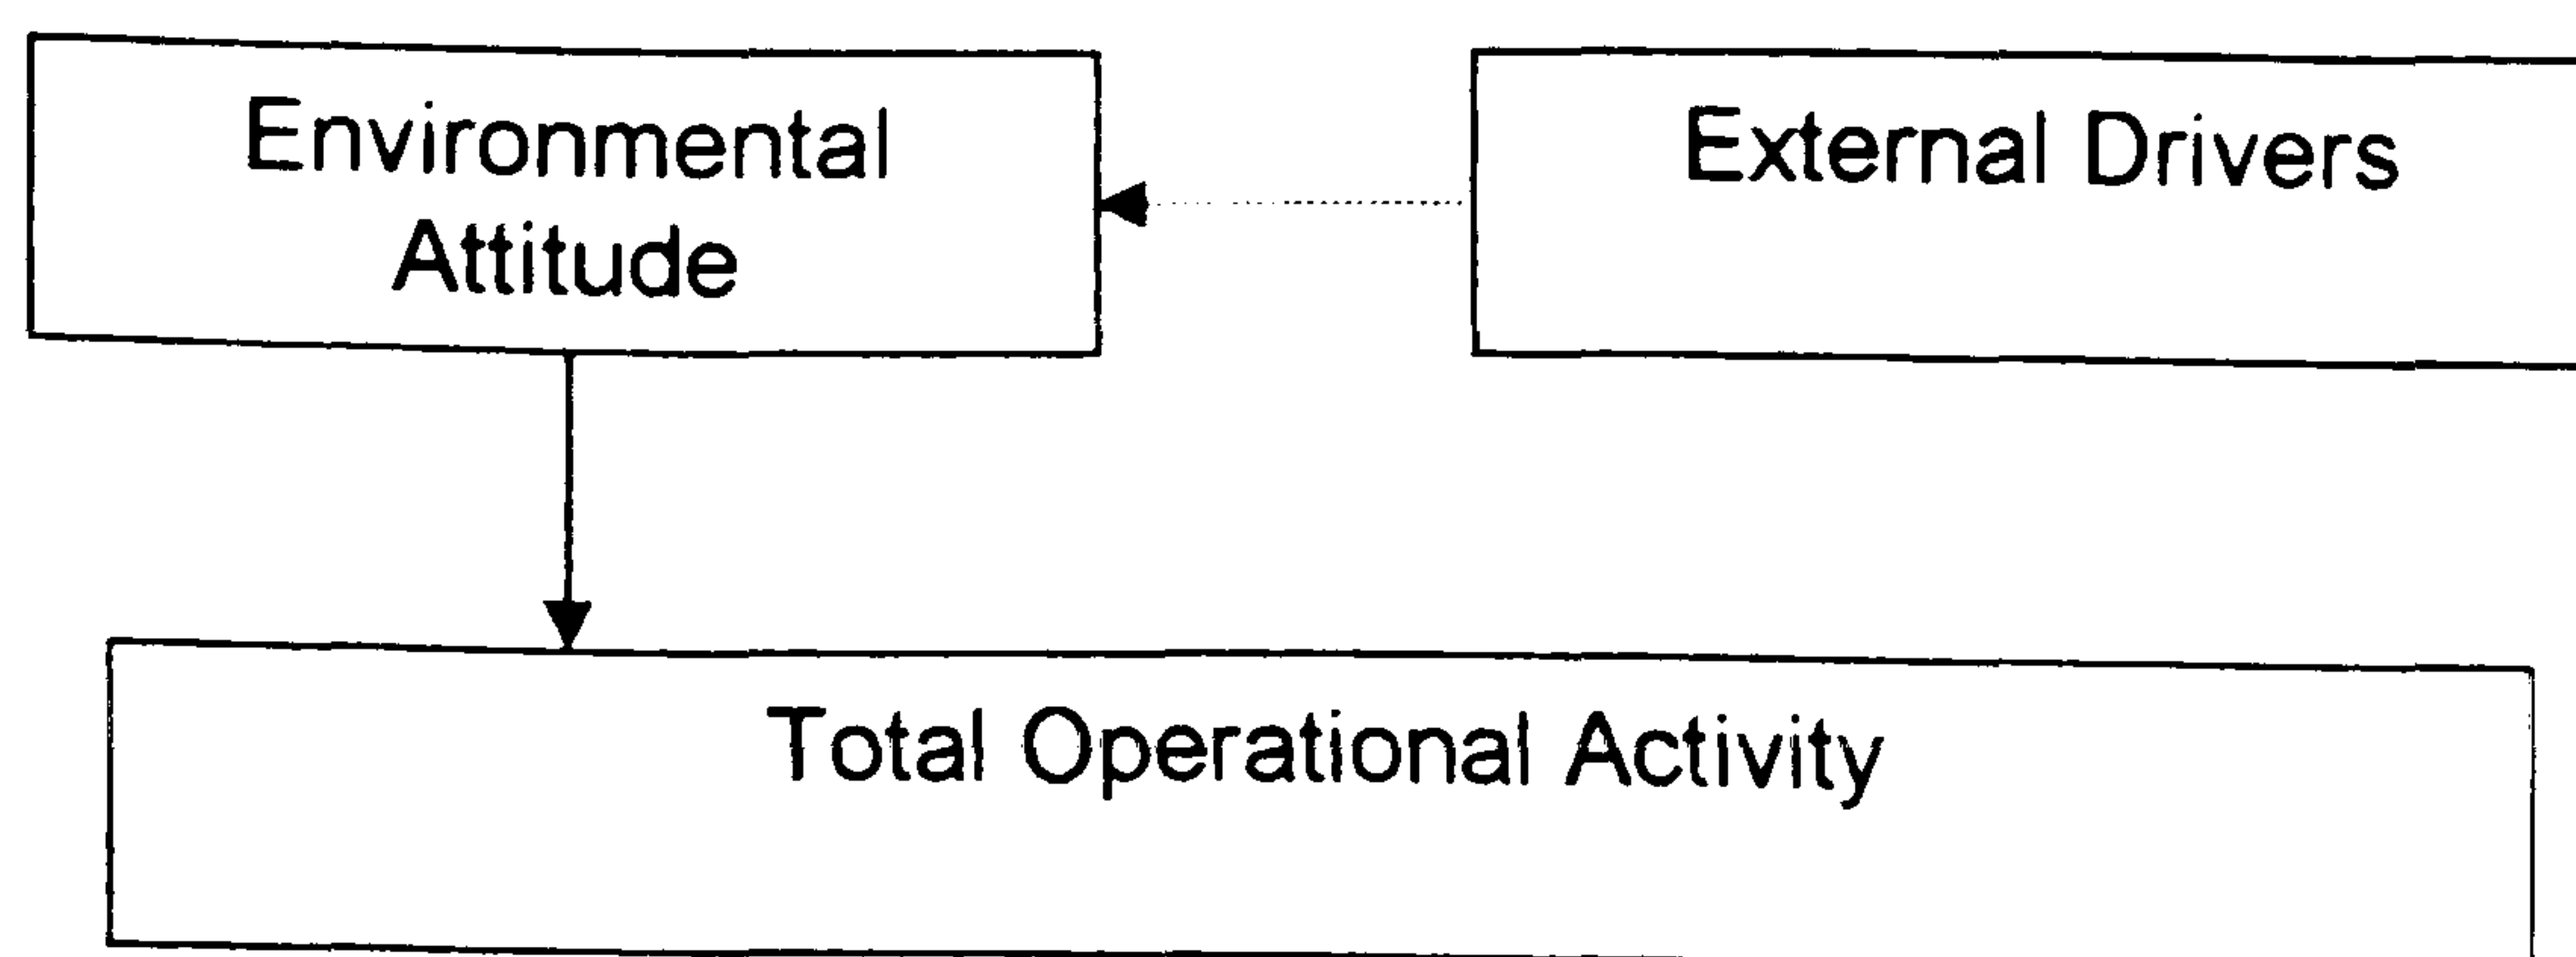 Environmental
Attitude
External Drivers
Total Operational Activity